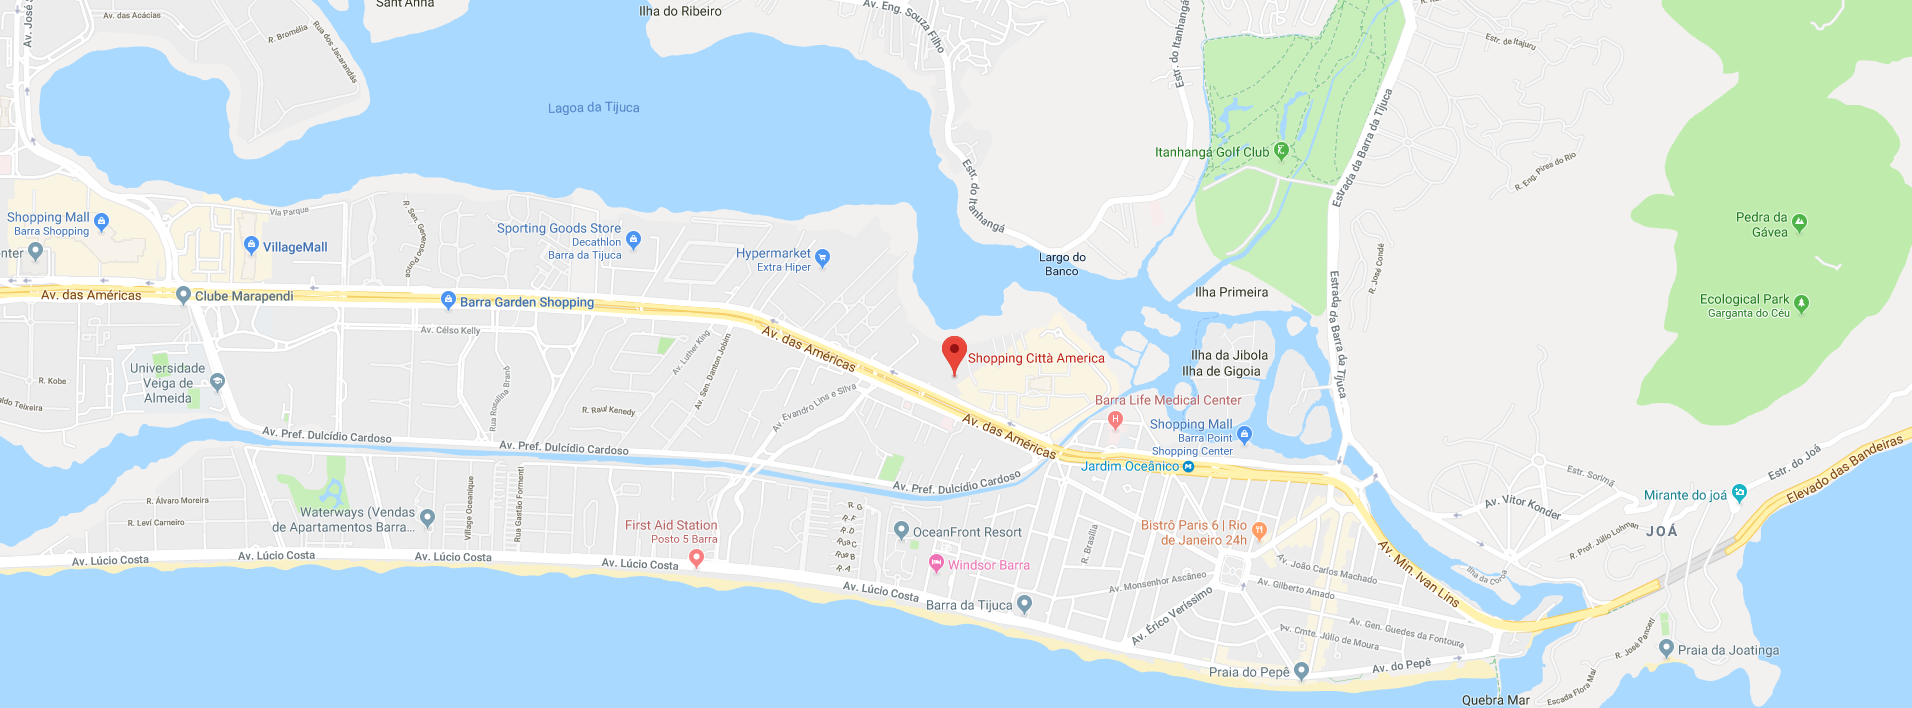 Sant'Anna
Ilha do Ribeiro
Av. das Acácias
Av. José S
R. Bromélia
Rua dos Jacarandás
Av. Eng. Souza Filho
Estr. do Itanhangá
Estr. de Itajuru
Lagoa da Tijuca
Estrada da Barra da Tijuca
Itanhangá Golf Club
R. Eng. Pires do Rio
Estr. do Itanhangá
Via Parque
R. Sen. Generoso Ponce
Shopping Mall
Barra Shopping
nter
VillageMall
Sporting Goods Store
Decathlon
Barra da Tijuca
Hypermarket
Extra Hiper
Largo do
Banco
Pedra da
Gávea
R. José Condé
Ilha Primeira
Estrada da Barra da Tijuca
Ecological Park
Garganta do Céu
Av. das Américas
Clube Marapendi
Barra Garden Shopping
Av. Célso Kelly
Av. Luther King
Av. Sen. Danton Jobim
Av. das Américas
Shopping Città America
Ilha da Jibola
Ilha de Gigoia
Universidade
Veiga de
Almeida
R. Kobe
aldo Teixeira
Rua Rosalina Brand
R. Raul Kenedy
Av. Evandro Lins e Silva
Barra Life Medical Center
Av. das Américas
Shopping Mall
Barra Point
Shopping Center
Jardim Oceânico
Av. Pref. Dulcídio Cardoso
Av. Pref. Dulcídio Cardoso
Av. Pref. Dulcídio Cardoso
Estr. do Joá
Elevado das Bandeiras
Estr. Sorimã
Mirante do joá
Av. Vítor Konder
R. Álvaro Moreira
R. Leví Carneiro
Waterways (Vendas
de Apartamentos Barra...
Village Oceanique
Rua Gastão Formenti
First Aid Station
Posto 5 Barra
R. G
R. F
R. D
Rua C
Rua B
R. A
OceanFront Resort
Windsor Barra
R. Brasília
Bistrô Paris 6 | Rio
de Janeiro 24h
JOÁ
R. Prof. Júlio Lohman
Av. Min. Ivan Lins
Ilha da Coroa
Av. Lúcio Costa
Av. Lúcio Costa
Av. Lúcio Costa
Av. Lúcio Costa
Av. Lúcio Costa
Av. Monsenhor Ascâneo
Av. João Carlos Machado
Av. Gilberto Amado
Barra da Tijuca
Av. Érico Veríssimo
Av. Gen. Guedes da Fontoura
Av. Cmte. Júlio de Moura
R. José Pancetti
Praia da Joatinga
Praia do Pepê
Av. do Pepê
Quebra Mar
Escada Flora Maí